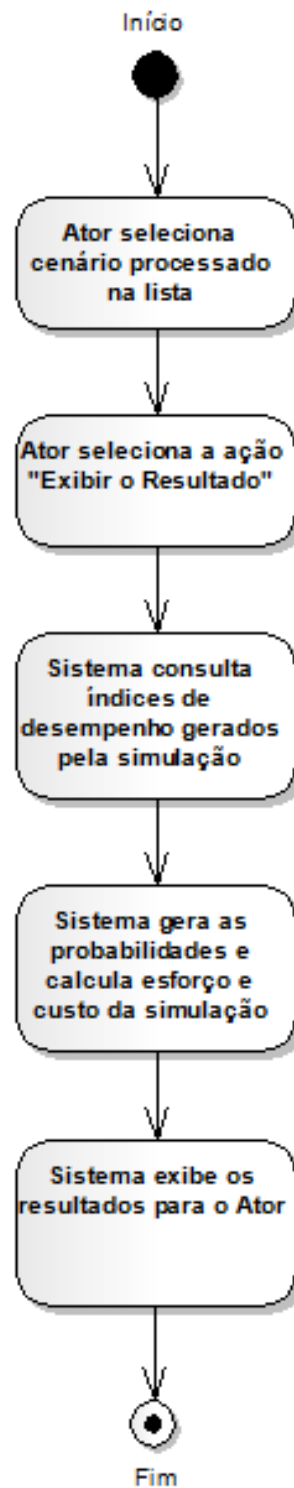 Início
Ator seleciona
cenário processado
na lista
Ator seleciona a ação
"Exibir o Resultado"
Sistema consulta
índices de
desempenho gerados
pela simulação
Sistema gera as
probabilidades e
calcula esforço e
custo da simulação
Sistema exibe os
resultados para o Ator
Fim